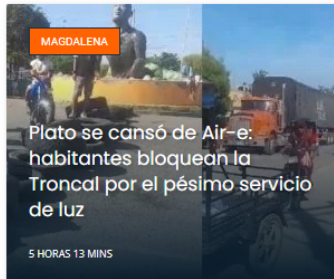 MAGDALENA
Plato se cansó de Air-e:
habitantes bloquean la
Troncal por el pésimo servicio
de luz
5 HORAS 13 MINS